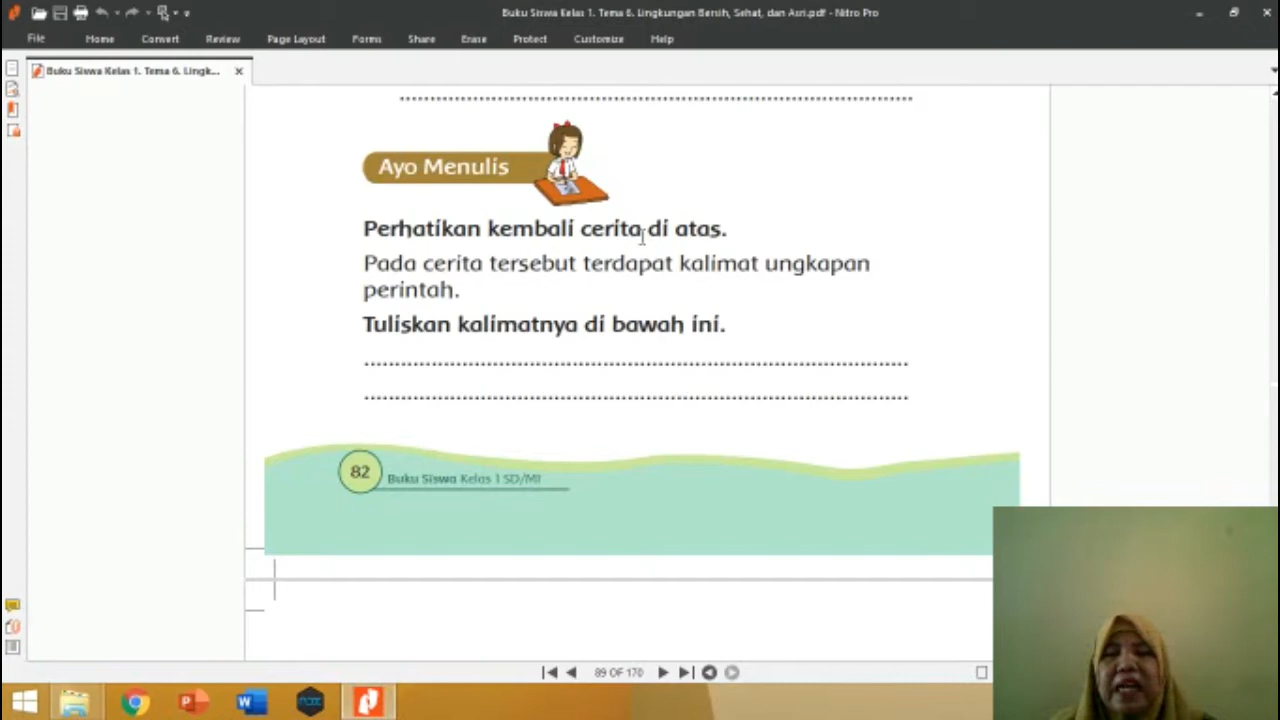 Buku Siswa Kelas 1. Tema 6. Lingkungan Bersih, Sehat, dan Asri.pdf - Nitro Pro
File Home Convert Review Page Layout Forms Share Erase Protect Customize Help
Buku Siswa Kelas 1. Tema 6. Lingk...
Ayo Menulis
Perhatikan kembali cerita di atas.
Pada cerita tersebut terdapat kalimat ungkapan
perintah.
Tuliskan kalimatnya di bawah ini.
82
Buku Siswa Kelas 1 SD/MI
89 OF 170